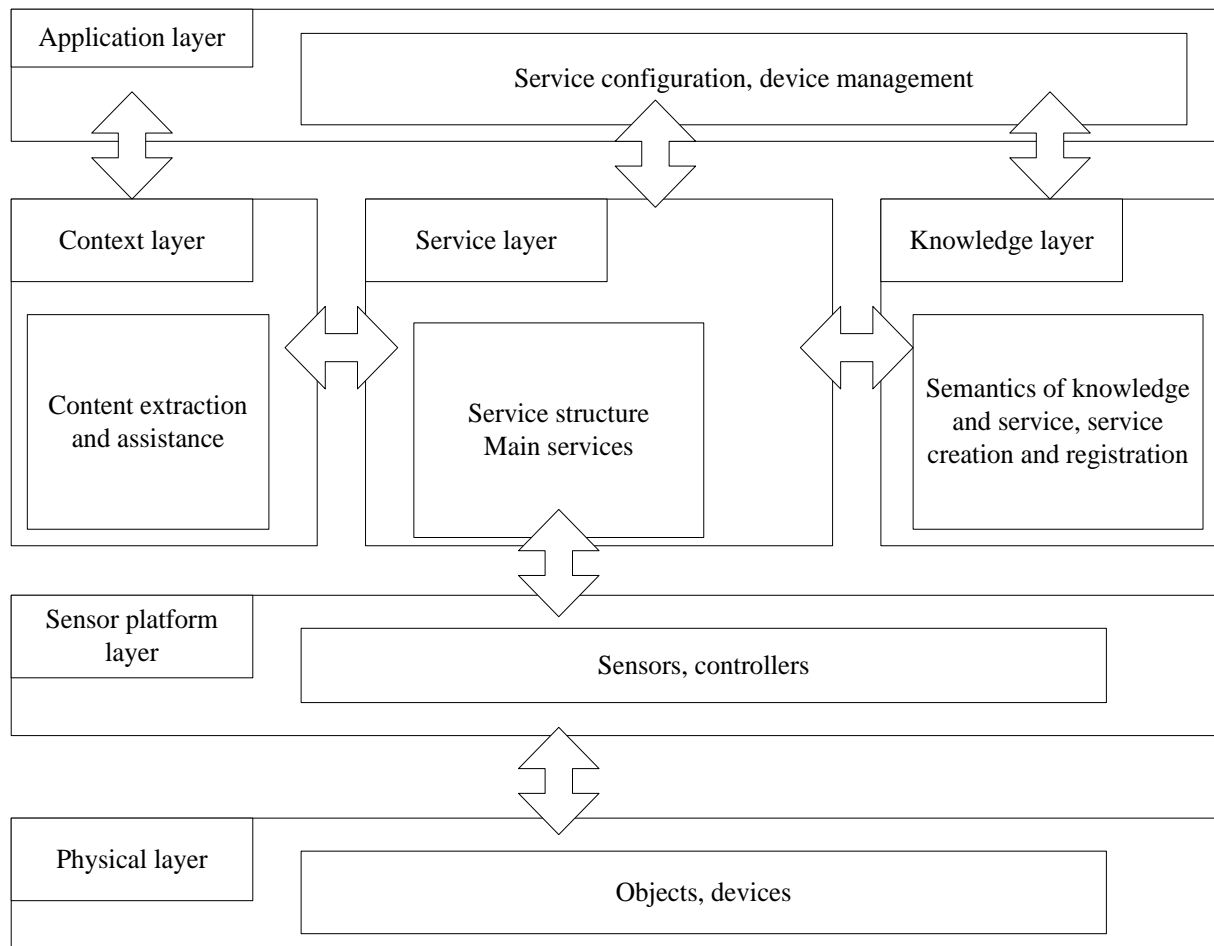 Application layer
Service configuration, device management
Context layer
Service layer
Knowledge layer
Content extraction
and assistance
Service structure
Main services
Semantics of knowledge
and service, service
creation and registration
Sensor platform
layer
Sensors, controllers
Physical layer
Objects, devices